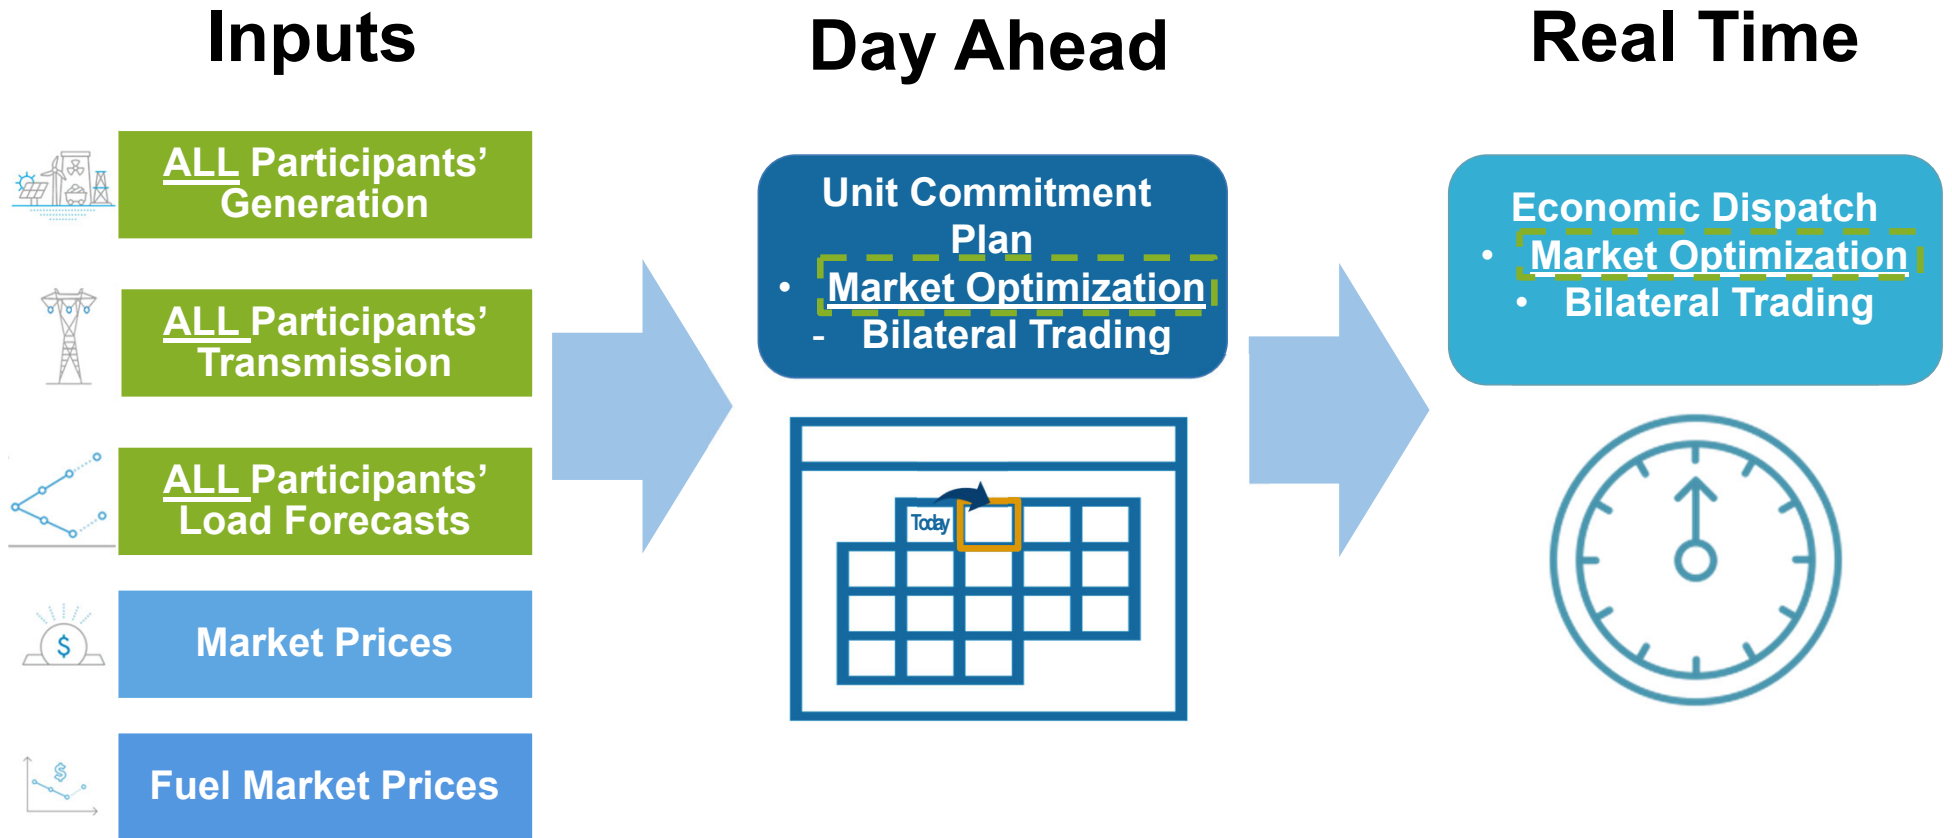 Inputs
Day Ahead
Real Time
ALL Participants’
Generation
ALL Participants’
Transmission
ALL Participants’
Load Forecasts
$
Market Prices
$
Fuel Market Prices
Unit Commitment
Plan
• Market Optimization
- Bilateral Trading
Today
Economic Dispatch
• Market Optimization
• Bilateral Trading